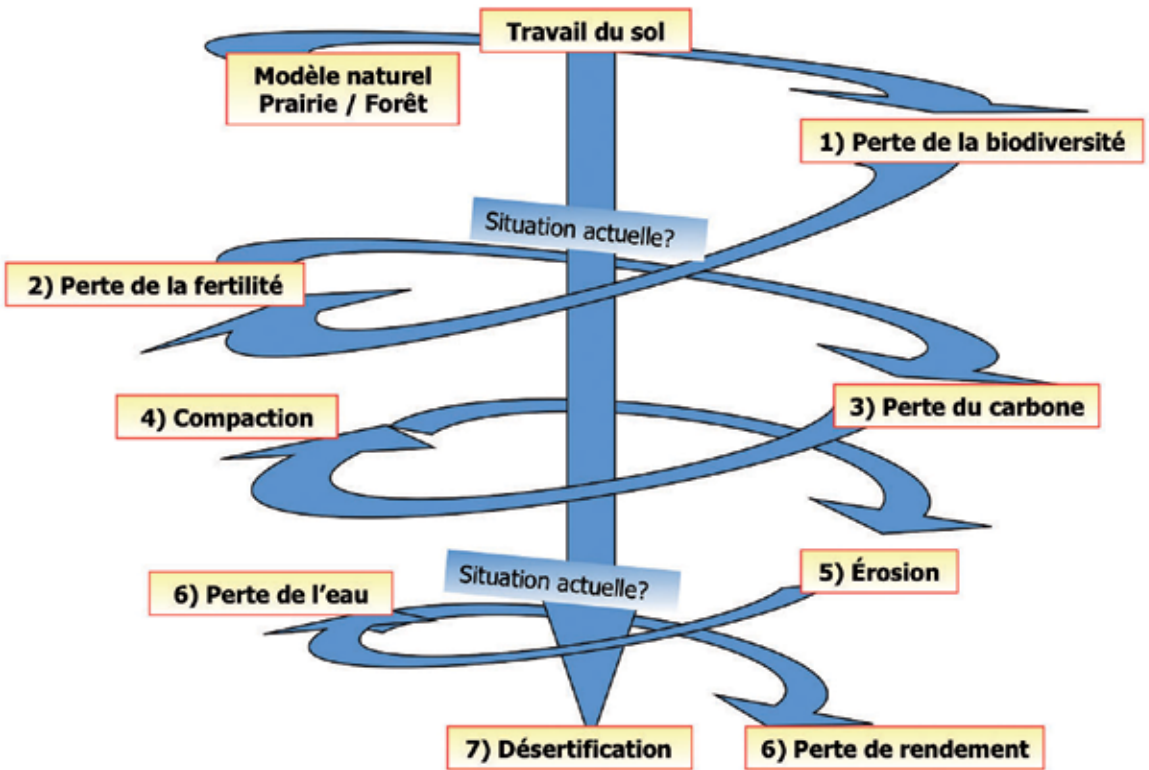 Travail du sol
Modèle naturel
Prairie / Forêt
1) Perte de la biodiversité
Situation actuelle?
2) Perte de la fertilité
3) Perte du carbone
4) Compaction
5) Érosion
Situation actuelle?
6) Perte de l'eau
7) Désertification
6) Perte de rendement